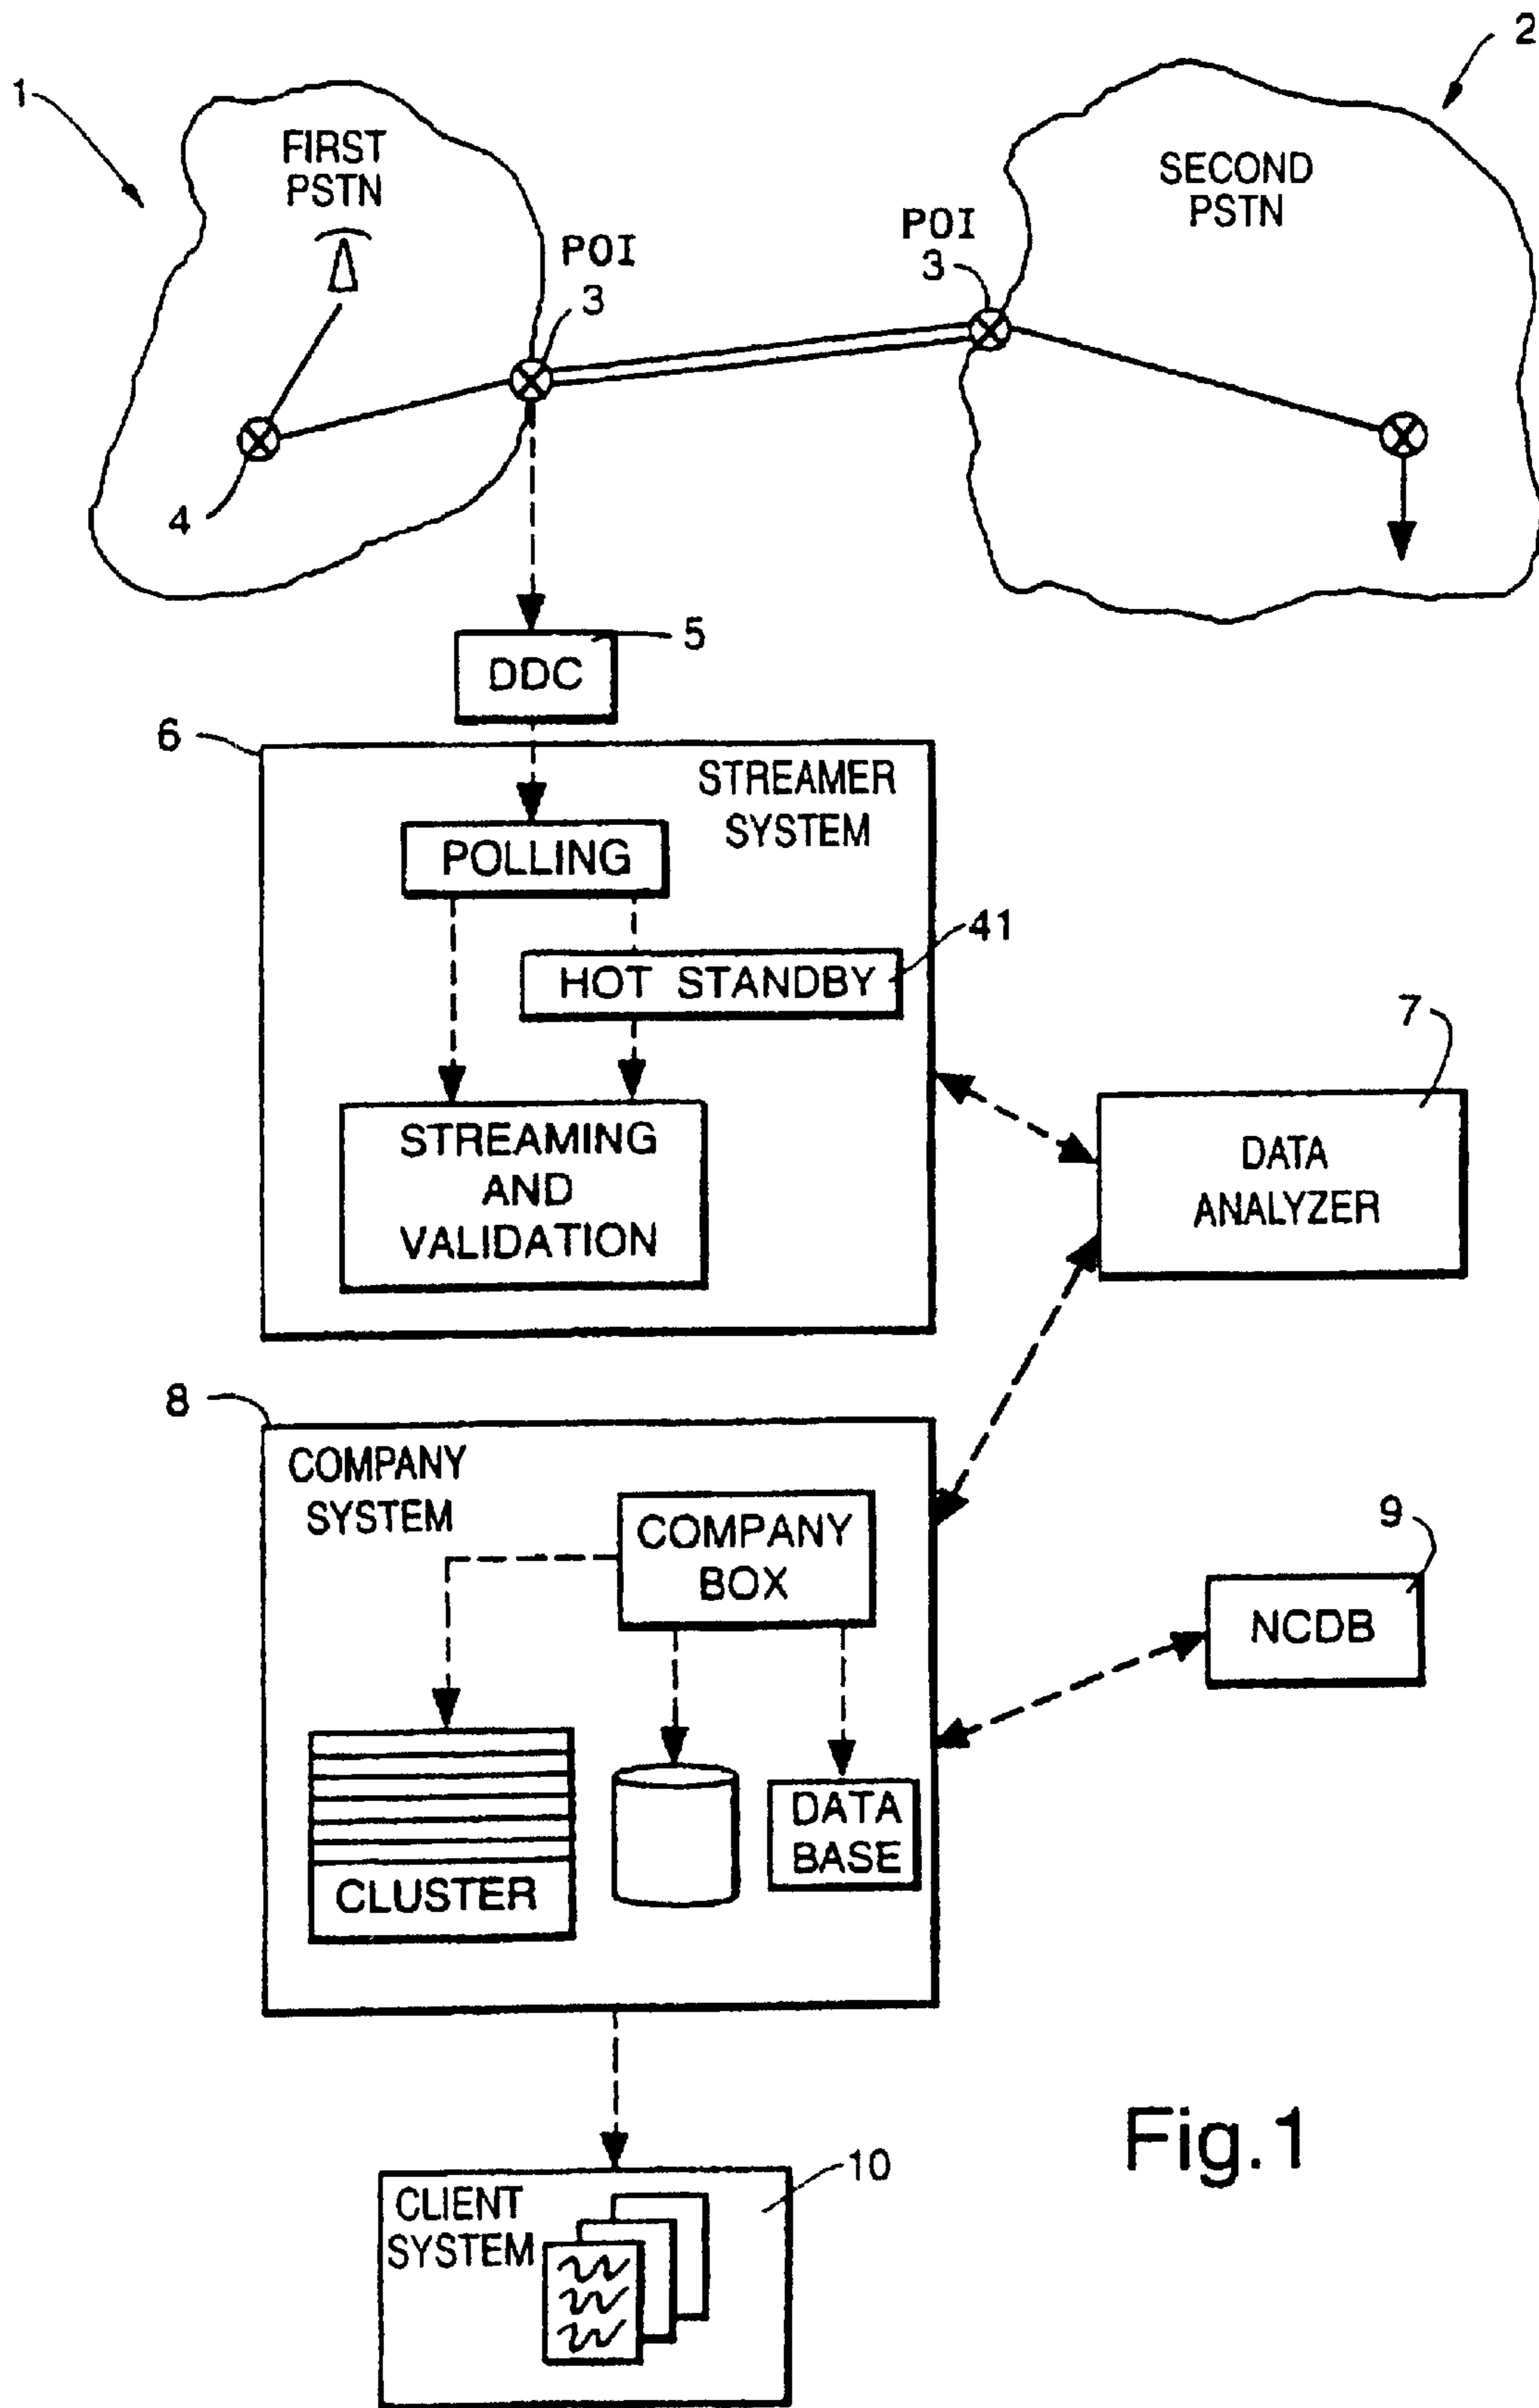 2
1
FIRST
PSTN
SECOND
PSTN
POI
3
POI
3
4
5
DDC
6
STREAMER
SYSTEM
POLLING
41
HOT STANDBY
7
STREAMING
AND
VALIDATION
DATA
ANALYZER
8
COMPANY
SYSTEM
COMPANY
BOX
9
NCDB
DATA
BASE
CLUSTER
Fig.1
10
CLIENT
SYSTEM